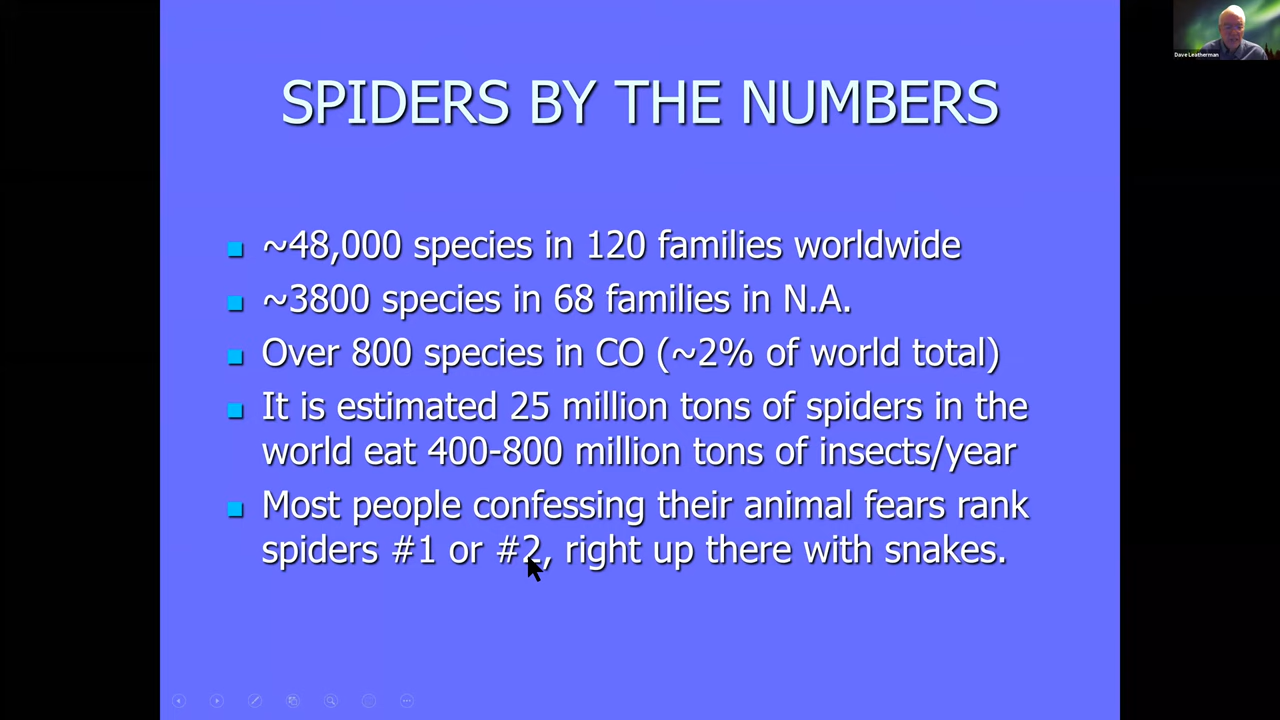 Dave Leatherman
SPIDERS BY THE NUMBERS
~48,000 species in 120 families worldwide
~3800 species in 68 families in N.A.
Over 800 species in CO (~2% of world total)
It is estimated 25 million tons of spiders in the
world eat 400-800 million tons of insects/year
Most people confessing their animal fears rank
spiders #1 or #2, right up there with snakes.